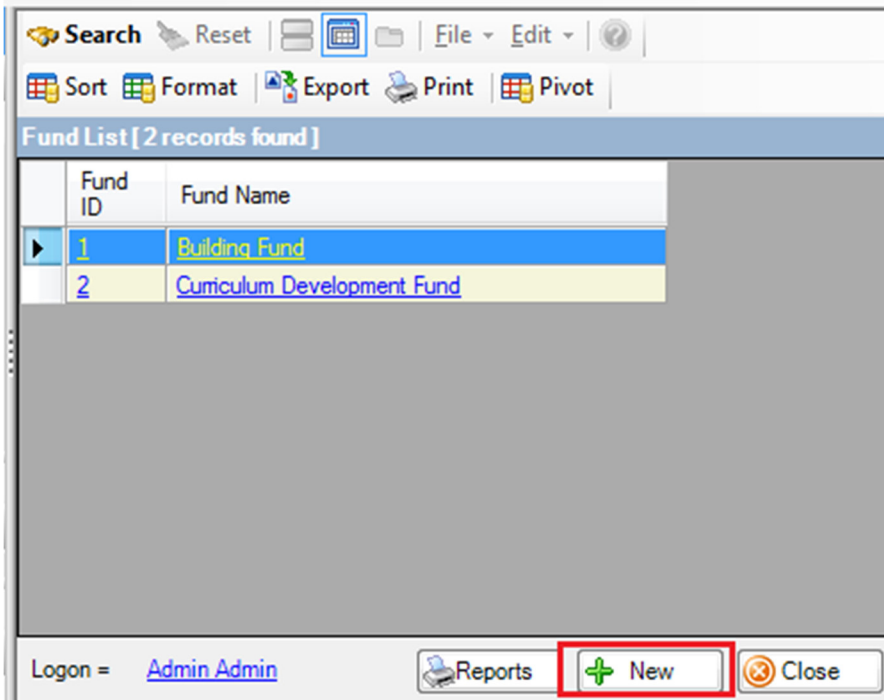 Search Reset File Edit ?
Sort Format Export Print Pivot
Fund List [ 2 records found ]
Fund ID Fund Name
1 Building Fund
2 Curriculum Development Fund
Logon = Admin Admin Reports New Close